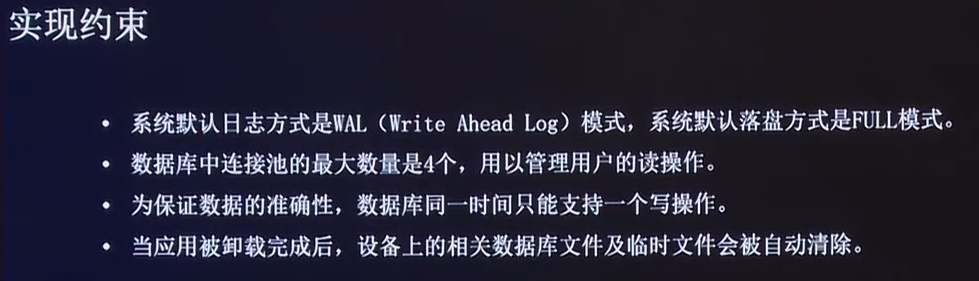 实现约束
• 系统默认日志方式是WAL（Write Ahead Log）模式，系统默认落盘方式是FULL模式。
• 数据库中连接池的最大数量是4个，用以管理用户的读操作。
• 为保证数据的准确性，数据库同一时间只能支持一个写操作。
• 当应用被卸载完成后，设备上的相关数据库文件及临时文件会被自动清除。